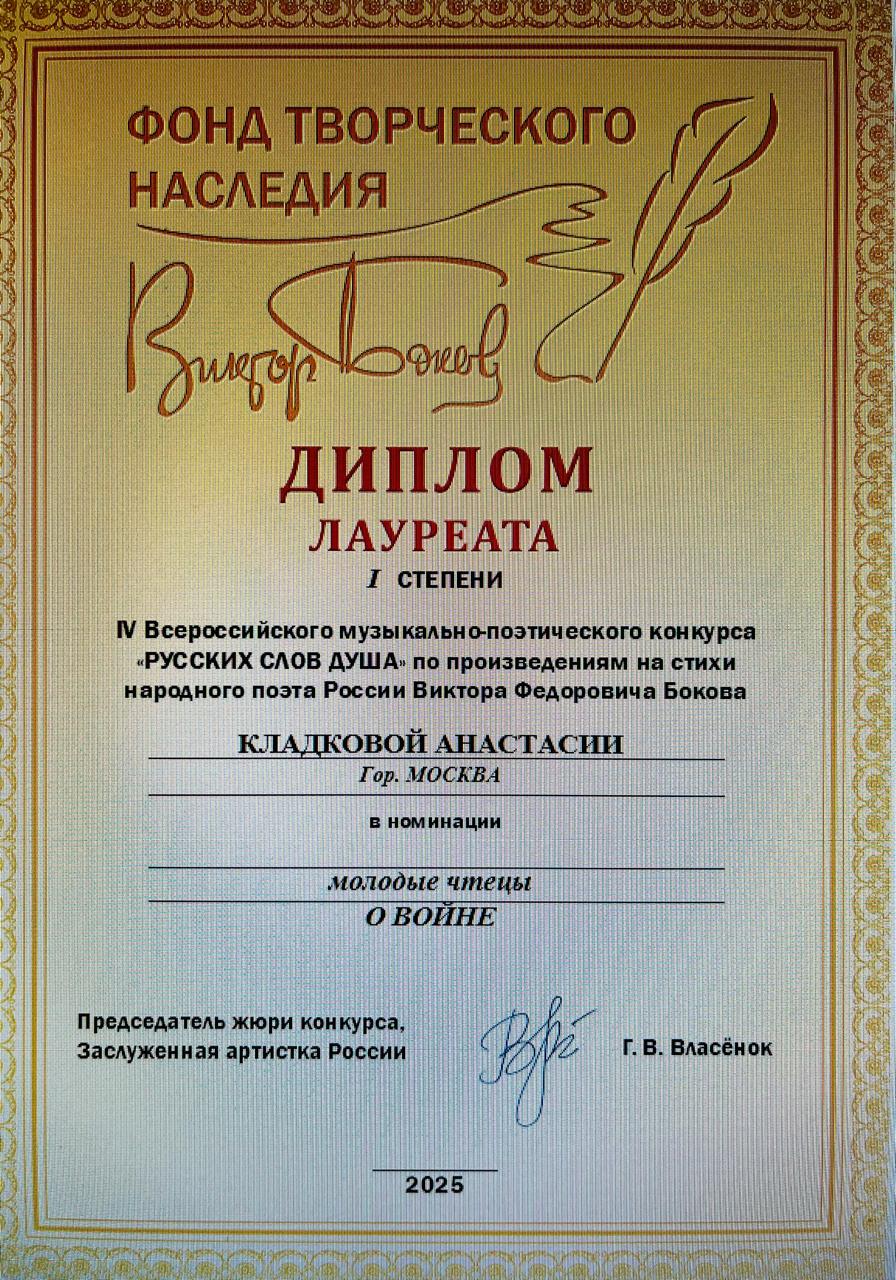 ФОНД ТВОРЧЕСКОГО
НАСЛЕДИЯ
Виктор Боков
ДИПЛОМ
ЛАУРЕАТА
I СТЕПЕНИ
IV Всероссийского музыкально-поэтического конкурса
«РУССКИХ СЛОВ ДУША» по произведениям на стихи
народного поэта России Виктора Федоровича Бокова
КЛАДКОВОЙ АНАСТАСИИ
Гор. МОСКВА
в номинации
молодые чтецы
О ВОЙНЕ
Председатель жюри конкурса,
Заслуженная артистка России
Г. В. Власёнок
2025